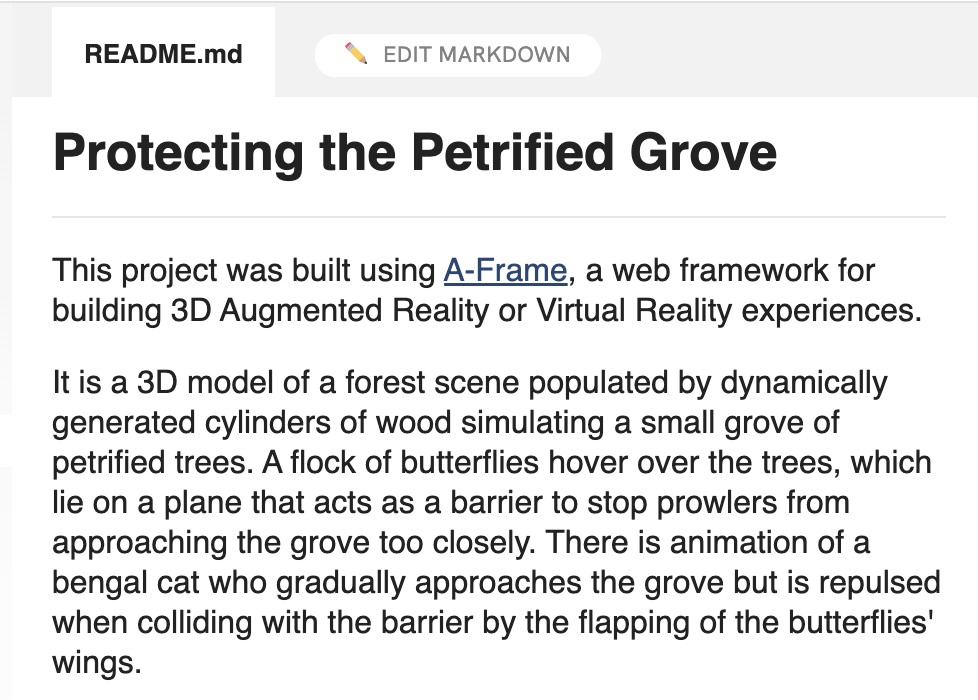 README.md
EDIT MARKDOWN
Protecting the Petrified Grove
This project was built using A-Frame, a web framework for
building 3D Augmented Reality or Virtual Reality experiences.
It is a 3D model of a forest scene populated by dynamically
generated cylinders of wood simulating a small grove of
petrified trees. A flock of butterflies hover over the trees, which
lie on a plane that acts as a barrier to stop prowlers from
approaching the grove too closely. There is animation of a
bengal cat who gradually approaches the grove but is repulsed
when colliding with the barrier by the flapping of the butterflies'
wings.